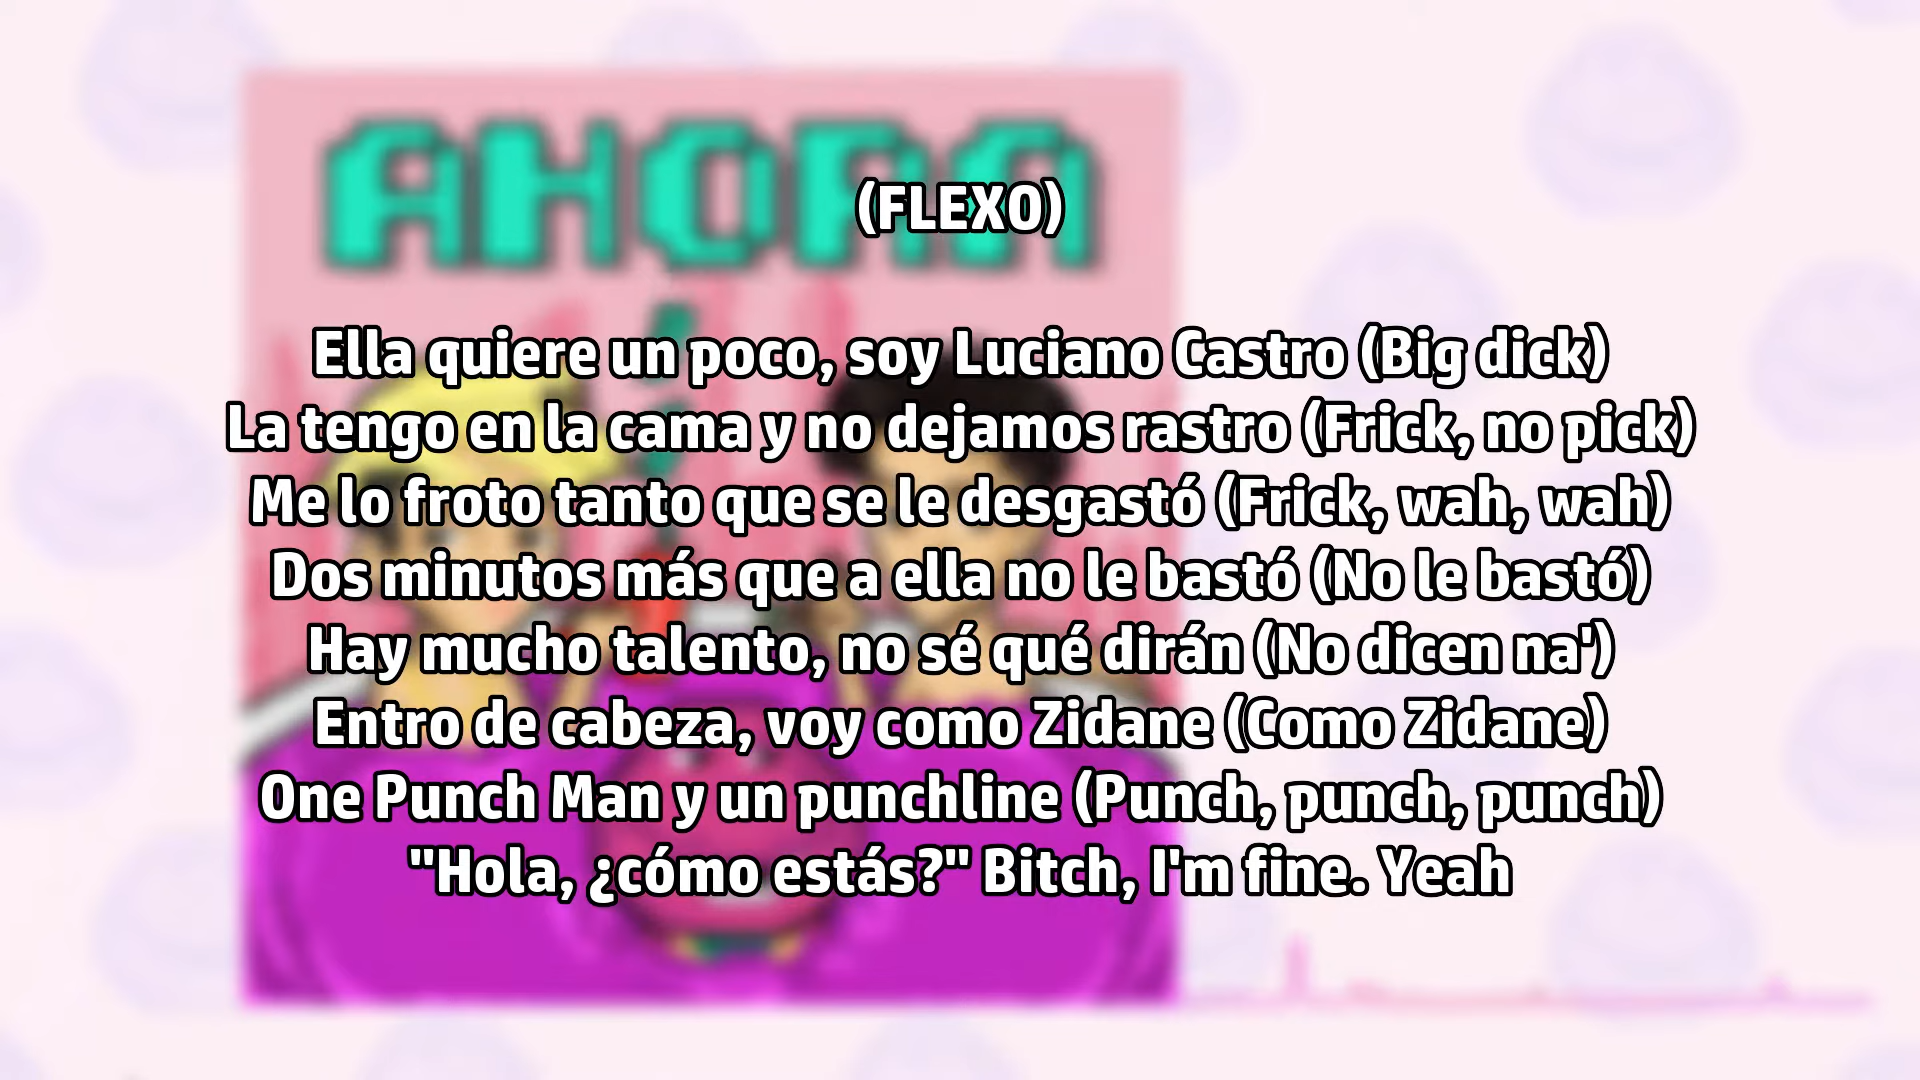 AHORA
(FLEXO)
Ella quiere un poco, soy Luciano Castro (Big dick)
La tengo en la cama y no dejamos rastro (Frick, no pick)
Me lo froto tanto que se le desgastó (Frick, wah, wah)
Dos minutos más que a ella no le bastó (No le bastó)
Hay mucho talento, no sé qué dirán (No dicen na')
Entro de cabeza, voy como Zidane (Como Zidane)
One Punch Man y un punchline (Punch, punch, punch)
"Hola, ¿cómo estás?" Bitch, I'm fine. Yeah